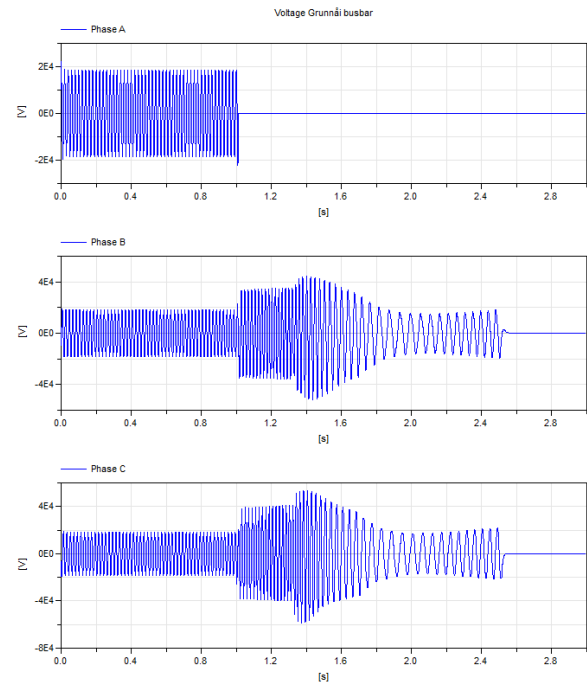 Voltage Grunnåi busbar
Phase A
2E4
0E0
-2E4
[V]
0.0 0.4 0.8 1.2 1.6 2.0 2.4 2.8
[s]
Phase B
4E4
0E0
-4E4
[V]
0.0 0.4 0.8 1.2 1.6 2.0 2.4 2.8
[s]
Phase C
4E4
0E0
-4E4
-8E4
[V]
0.0 0.4 0.8 1.2 1.6 2.0 2.4 2.8
[s]